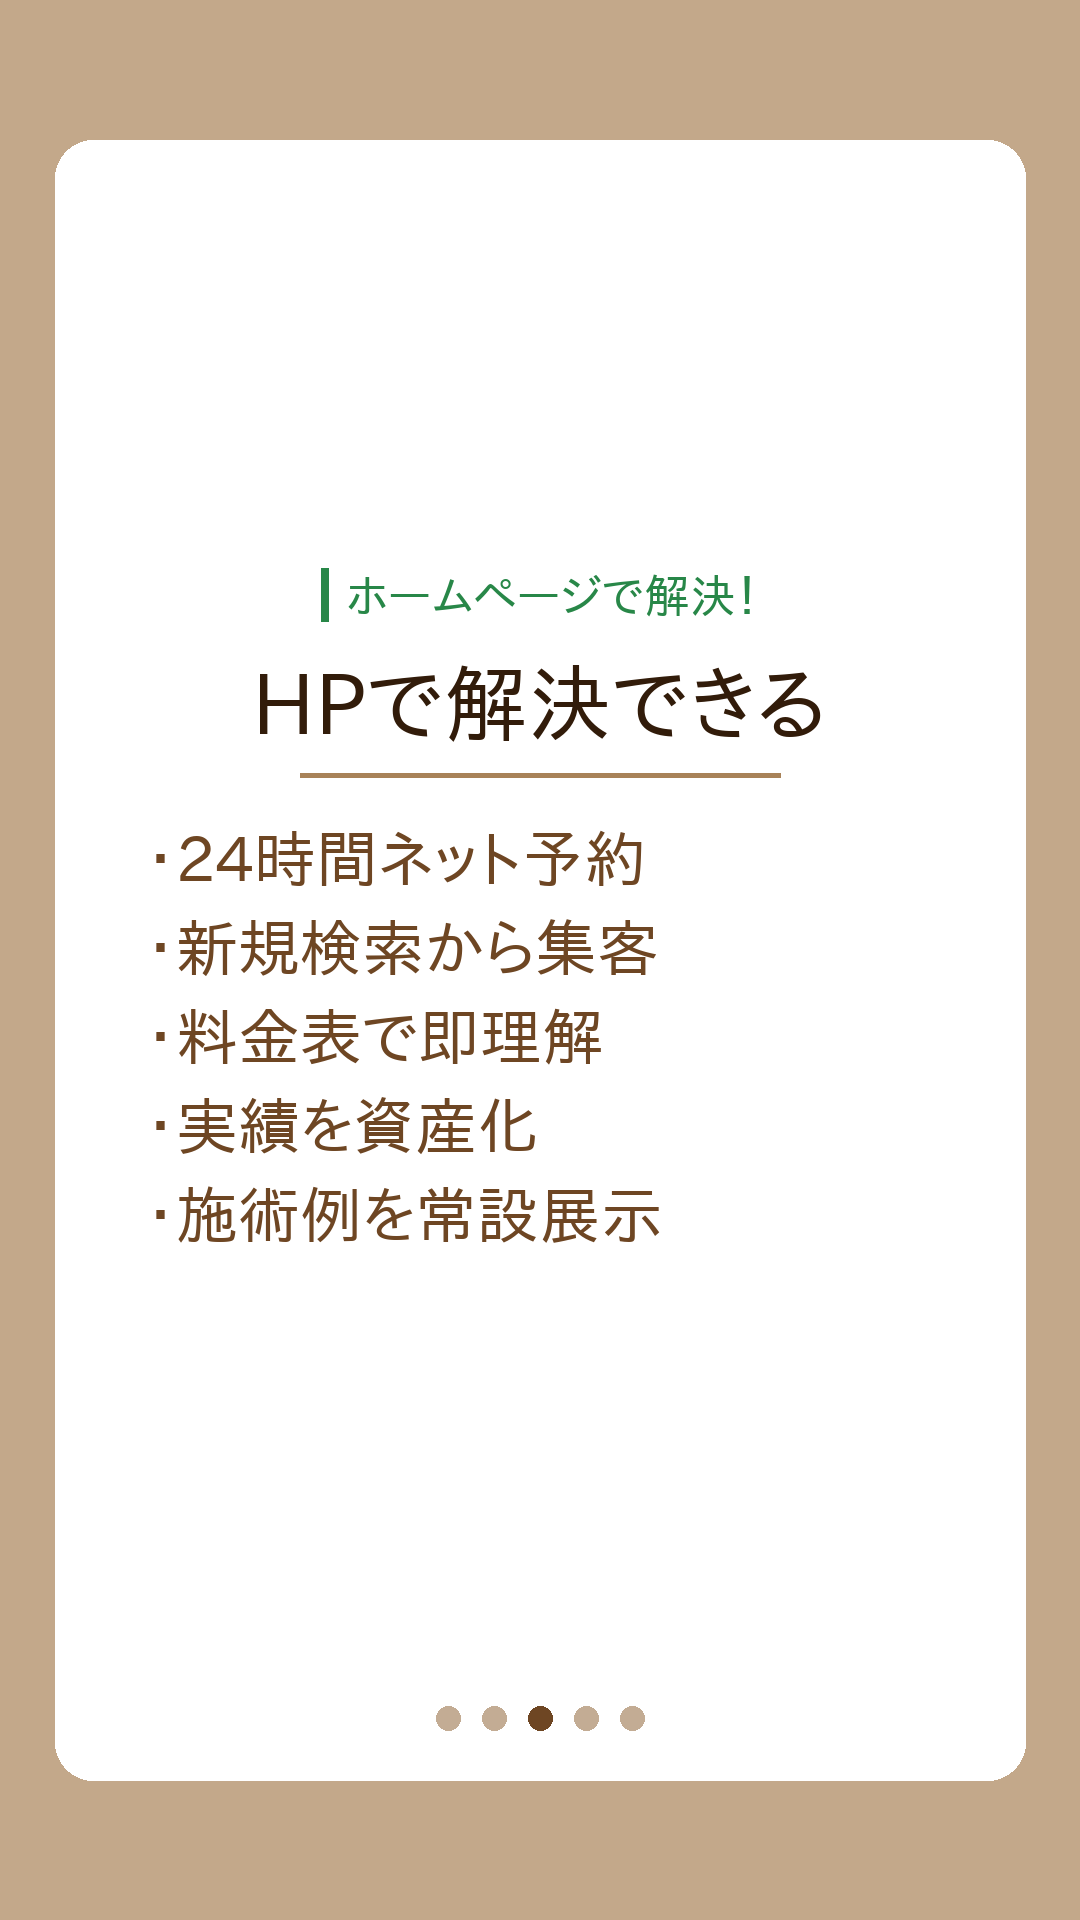 ホームページで解決!
HPで解決できる
・24時間ネット予約
・新規検索から集客
・料金表で即理解
・実績を資産化
・施術例を常設展示